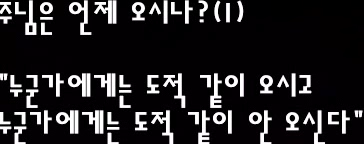 주님은 언제 오시나?(1)
"누군가에게는 도적 같이 오시고
누군가에게는 도적 같이 안 오신다"